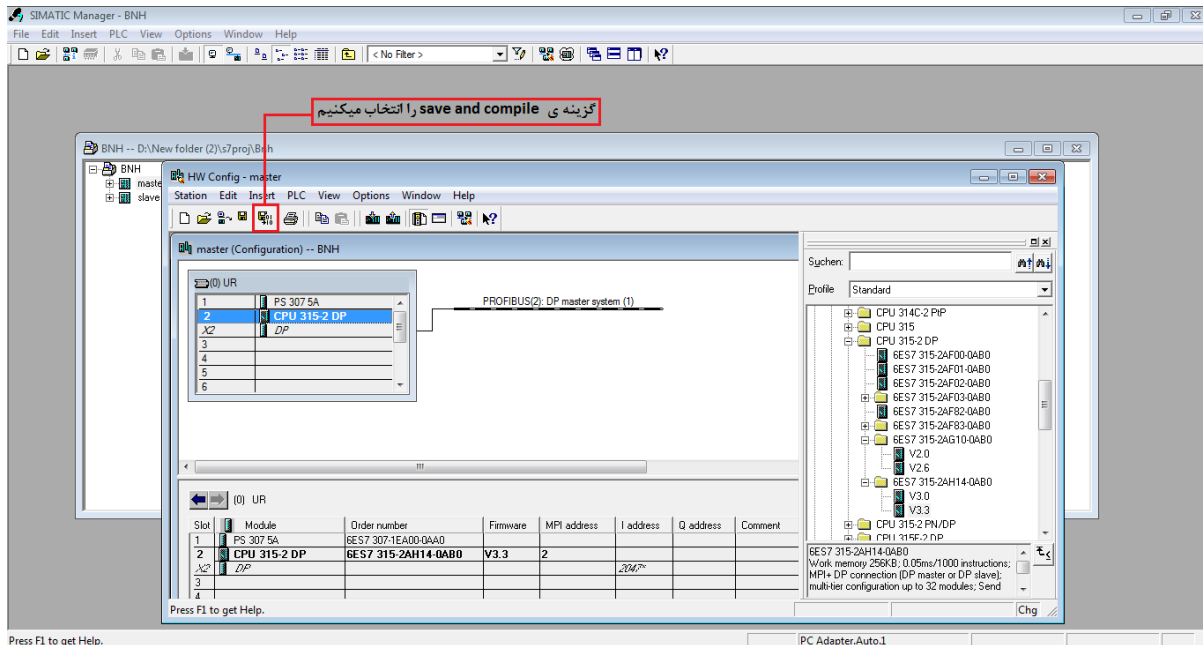 SIMATIC Manager - BNH
File Edit Insert PLC View Options Window Help
< No Filter >
گزینه ی save and compile را انتخاب میکنیم
BNH -- D:\New folder (2)\s7proj\Bnh
BNH
maste
slave
HW Config - master
Station Edit Insert PLC View Options Window Help
master (Configuration) -- BNH
(0) UR
1 PS 307 5A
2 CPU 315-2 DP
X2 DP
3
4
5
6
PROFIBUS(2): DP master system (1)
Suchen:
Profile Standard
CPU 314C-2 PtP
CPU 315
CPU 315-2 DP
6ES7 315-2AF00-0AB0
6ES7 315-2AF01-0AB0
6ES7 315-2AF02-0AB0
6ES7 315-2AF03-0AB0
6ES7 315-2AF82-0AB0
6ES7 315-2AF83-0AB0
6ES7 315-2AG10-0AB0
V2.0
V2.6
6ES7 315-2AH14-0AB0
V3.0
V3.3
CPU 315-2 PN/DP
CPU 315F-2 DP
(0) UR
Slot Module Order number Firmware MPI address I address Q address Comment
1 PS 307 5A 6ES7 307-1EA00-0AA0
2 CPU 315-2 DP 6ES7 315-2AH14-0AB0 V3.3 2
X2 DP 2047*
3
4
6ES7 315-2AH14-0AB0
Work memory 256KB; 0.05ms/1000 instructions;
MPI+ DP connection (DP master or DP slave);
multi-tier configuration up to 32 modules; Send
Press F1 to get Help.
Chg
Press F1 to get Help.
PC Adapter.Auto.1